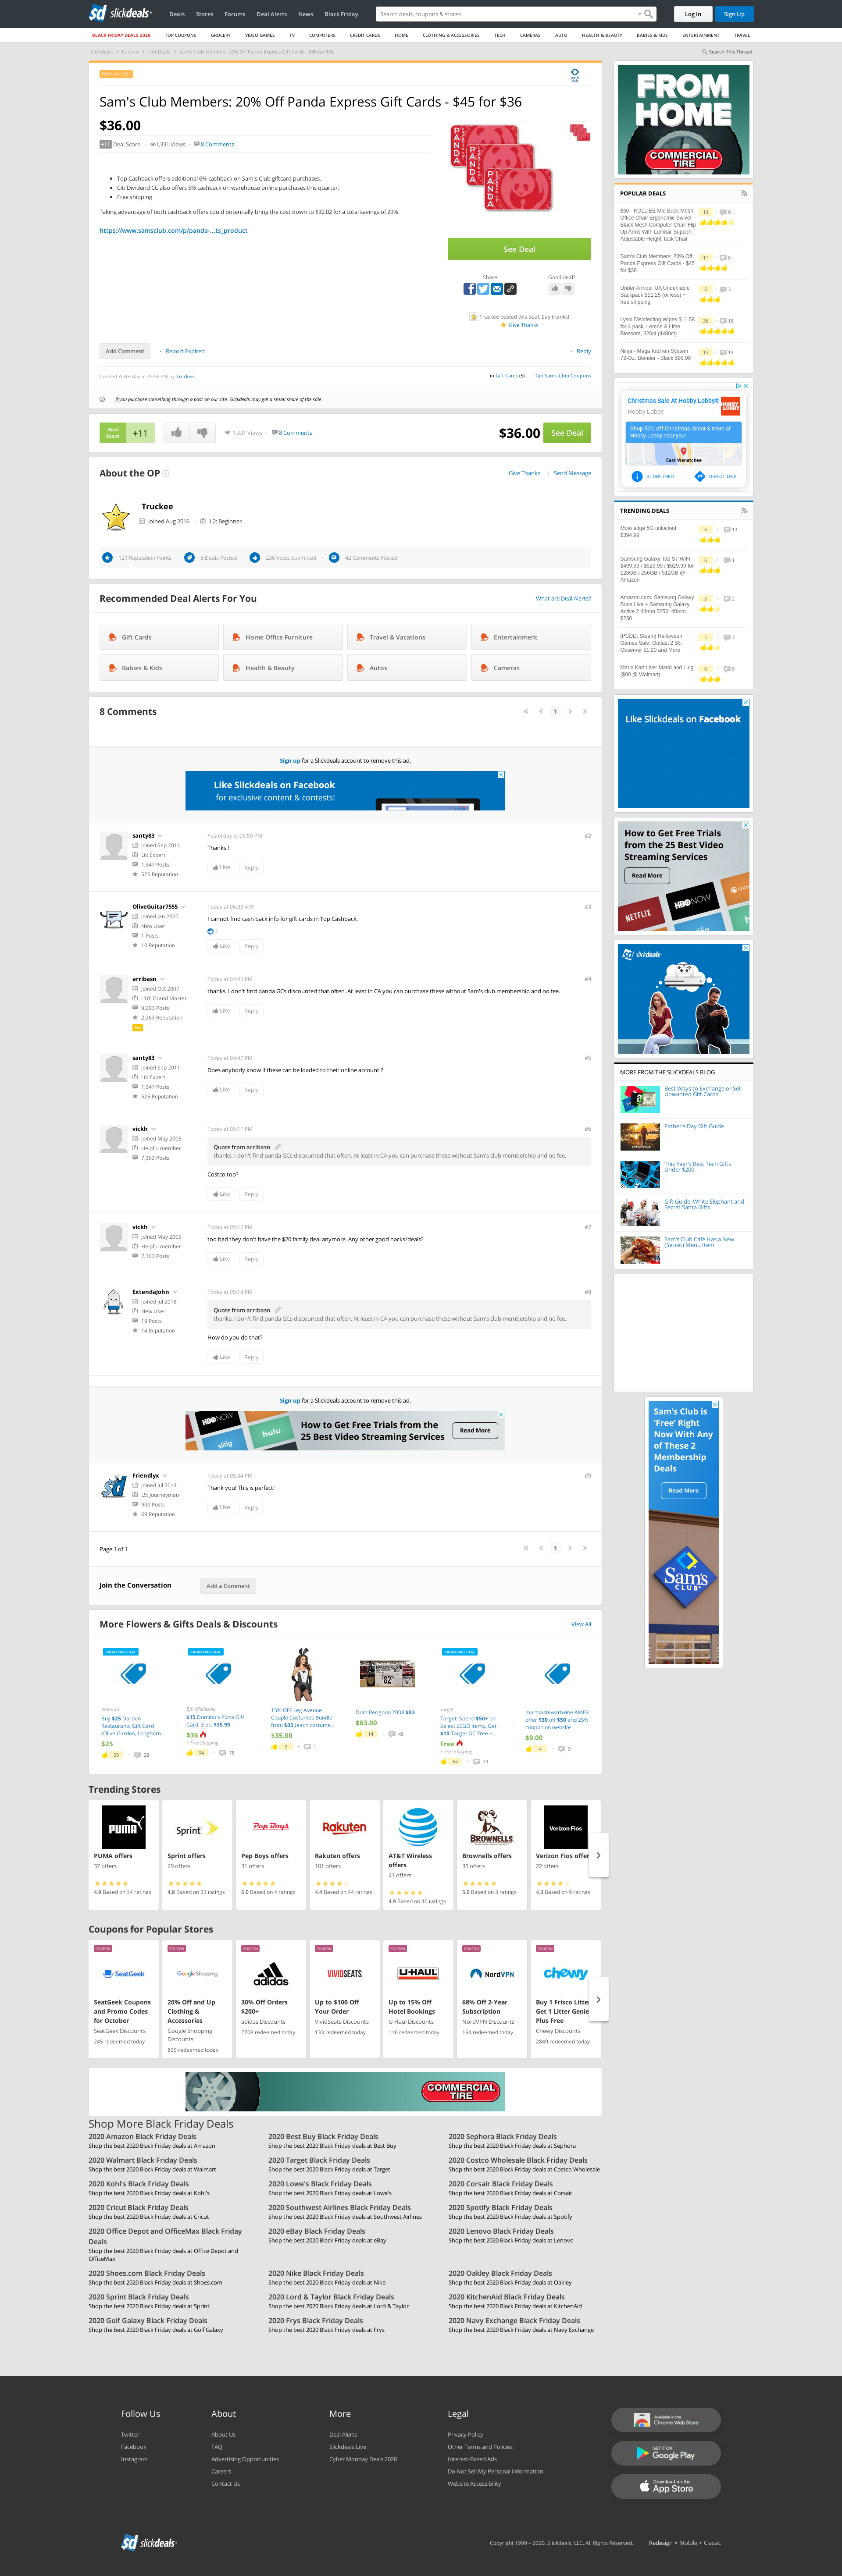 slickdeals
Deals Stores Forums Deal Alerts News Black Friday
Search deals, coupons & stores
Log In Sign Up
BLACK FRIDAY DEALS 2020 TOP COUPONS GROCERY VIDEO GAMES TV COMPUTERS CREDIT CARDS HOME CLOTHING & ACCESSORIES TECH CAMERAS AUTO HEALTH & BEAUTY BABIES & KIDS ENTERTAINMENT TRAVEL
Slickdeals › Forums › Hot Deals › Sam's Club Members: 20% Off Panda Express Gift Cards - $45 for $36
Search This Thread
POPULAR DEAL
Sam's Club Members: 20% Off Panda Express Gift Cards - $45 for $36
$36.00
+11 Deal Score 1,331 Views 8 Comments
Top Cashback offers additional 6% cashback on Sam's Club giftcard purchases.
Citi Dividend CC also offers 5% cashback on warehouse online purchases this quarter.
Free shipping
Taking advantage of both cashback offers could potentially bring the cost down to $32.02 for a total savings of 29%.
https://www.samsclub.com/p/panda-...ts_product
PANDA
PANDA
PANDA
See Deal
Share
Good deal?
Truckee posted this deal. Say thanks!
Give Thanks
Add Comment Report Expired Reply
Created Yesterday at 05:56 PM by Truckee
in Gift Cards (5) Get Sam's Club Coupons
If you purchase something through a post on our site, Slickdeals may get a small share of the sale.
Deal Score +11 1,331 Views 8 Comments $36.00 See Deal
About the OP
Give Thanks Send Message
Truckee
Joined Aug 2016 L2: Beginner
121 Reputation Points 8 Deals Posted 236 Votes Submitted 42 Comments Posted
Recommended Deal Alerts For You
What are Deal Alerts?
Gift Cards Home Office Furniture Travel & Vacations Entertainment
Babies & Kids Health & Beauty Autos Cameras
8 Comments
1
Sign up for a Slickdeals account to remove this ad.
Like Slickdeals on Facebook
for exclusive content & contests!
santy83
Joined Sep 2011
L6: Expert
1,347 Posts
525 Reputation
Yesterday at 06:59 PM
#2
Thanks !
Like Reply
OliveGuitar7555
Joined Jan 2020
New User
1 Posts
10 Reputation
Today at 06:33 AM
#3
I cannot find cash back info for gift cards in Top Cashback.
1
Like Reply
arribasn
Joined Oct 2007
L10: Grand Master
9,293 Posts
2,263 Reputation
Pro
Today at 04:45 PM
#4
thanks, I don't find panda GCs discounted that often. At least in CA you can purchase these without Sam's club membership and no fee.
Like Reply
santy83
Joined Sep 2011
L6: Expert
1,347 Posts
525 Reputation
Today at 04:47 PM
#5
Does anybody know if these can be loaded to their online account ?
Like Reply
vickh
Joined May 2005
Helpful member
7,363 Posts
Today at 05:11 PM
#6
Quote from arribasn
thanks, I don't find panda GCs discounted that often. At least in CA you can purchase these without Sam's club membership and no fee.
Costco too?
Like Reply
vickh
Joined May 2005
Helpful member
7,363 Posts
Today at 05:12 PM
#7
too bad they don't have the $20 family deal anymore. Any other good hacks/deals?
Like Reply
ExtendaJohn
Joined Jul 2018
New User
19 Posts
14 Reputation
Today at 05:18 PM
#8
Quote from arribasn
thanks, I don't find panda GCs discounted that often. At least in CA you can purchase these without Sam's club membership and no fee.
How do you do that?
Like Reply
Sign up for a Slickdeals account to remove this ad.
HBO NOW
sling
hulu
How to Get Free Trials from the
25 Best Video Streaming Services
Read More
Friendlyx
Joined Jul 2014
L5: Journeyman
900 Posts
69 Reputation
Today at 05:34 PM
#9
Thank you! This is perfect!
Like Reply
Page 1 of 1
1
Join the Conversation Add a Comment
More Flowers & Gifts Deals & Discounts
View All
FRONTPAGE DEAL
Walmart
Buy $25 Darden
Restaurants Gift Card
(Olive Garden, Longhorn...
$25
29 28
FRONTPAGE DEAL
BJs Wholesale
$15 Domino's Pizza Gift
Card, 3 pk. $35.99
$36
+ Free Shipping
94 78
15% OFF Leg Avenue
Couple Costumes Bundle
from $35 (each costume...
$35.00
9 1
Dom Perignon 2008 $83
$83.00
14 40
FRONTPAGE DEAL
Target
Target: Spend $50+ on
Select LEGO Items, Get
$10 Target GC Free +...
Free
+ Free Shipping
66 29
marthastewartwine AMEX
offer $30 off $50 and 25%
coupon on website
$0.00
4 9
Trending Stores
PUMA
PUMA offers
37 offers
4.9 Based on 34 ratings
Sprint
Sprint offers
29 offers
4.8 Based on 33 ratings
Pep Boys
Pep Boys offers
31 offers
5.0 Based on 4 ratings
Rakuten
Rakuten offers
101 offers
4.4 Based on 44 ratings
AT&T Wireless
offers
41 offers
4.9 Based on 40 ratings
BROWNELLS
Brownells offers
35 offers
5.0 Based on 3 ratings
Verizon Fios
Verizon Fios offers
22 offers
4.3 Based on 9 ratings
Coupons for Popular Stores
COUPON
SeatGeek
SeatGeek Coupons
and Promo Codes
for October
SeatGeek Discounts
245 redeemed today
COUPON
Google Shopping
20% Off and Up
Clothing &
Accessories
Google Shopping
Discounts
859 redeemed today
COUPON
adidas
30% Off Orders
$200+
adidas Discounts
2708 redeemed today
COUPON
VIVIDSEATS
Up to $100 Off
Your Order
VividSeats Discounts
133 redeemed today
COUPON
U-HAUL
Up to 15% Off
Hotel Bookings
U-Haul Discounts
116 redeemed today
COUPON
NordVPN
68% Off 2-Year
Subscription
NordVPN Discounts
164 redeemed today
COUPON
chewy
Buy 1 Frisco Litter
Get 1 Litter Genie
Plus Free
Chewy Discounts
2849 redeemed today
COMMERCIAL
TIRE
Shop More Black Friday Deals
2020 Amazon Black Friday Deals
Shop the best 2020 Black Friday deals at Amazon
2020 Best Buy Black Friday Deals
Shop the best 2020 Black Friday deals at Best Buy
2020 Sephora Black Friday Deals
Shop the best 2020 Black Friday deals at Sephora
2020 Walmart Black Friday Deals
Shop the best 2020 Black Friday deals at Walmart
2020 Target Black Friday Deals
Shop the best 2020 Black Friday deals at Target
2020 Costco Wholesale Black Friday Deals
Shop the best 2020 Black Friday deals at Costco Wholesale
2020 Kohl's Black Friday Deals
Shop the best 2020 Black Friday deals at Kohl's
2020 Lowe's Black Friday Deals
Shop the best 2020 Black Friday deals at Lowe's
2020 Corsair Black Friday Deals
Shop the best 2020 Black Friday deals at Corsair
2020 Cricut Black Friday Deals
Shop the best 2020 Black Friday deals at Cricut
2020 Southwest Airlines Black Friday Deals
Shop the best 2020 Black Friday deals at Southwest Airlines
2020 Spotify Black Friday Deals
Shop the best 2020 Black Friday deals at Spotify
2020 Office Depot and OfficeMax Black Friday
Deals
Shop the best 2020 Black Friday deals at Office Depot and
OfficeMax
2020 eBay Black Friday Deals
Shop the best 2020 Black Friday deals at eBay
2020 Lenovo Black Friday Deals
Shop the best 2020 Black Friday deals at Lenovo
2020 Shoes.com Black Friday Deals
Shop the best 2020 Black Friday deals at Shoes.com
2020 Nike Black Friday Deals
Shop the best 2020 Black Friday deals at Nike
2020 Oakley Black Friday Deals
Shop the best 2020 Black Friday deals at Oakley
2020 Sprint Black Friday Deals
Shop the best 2020 Black Friday deals at Sprint
2020 Lord & Taylor Black Friday Deals
Shop the best 2020 Black Friday deals at Lord & Taylor
2020 KitchenAid Black Friday Deals
Shop the best 2020 Black Friday deals at KitchenAid
2020 Golf Galaxy Black Friday Deals
Shop the best 2020 Black Friday deals at Golf Galaxy
2020 Frys Black Friday Deals
Shop the best 2020 Black Friday deals at Frys
2020 Navy Exchange Black Friday Deals
Shop the best 2020 Black Friday deals at Navy Exchange
FROM
HOME
COMMERCIAL
TIRE
POPULAR DEALS
$60 - KOLLIEE Mid Back Mesh
Office Chair Ergonomic Swivel
Black Mesh Computer Chair Flip
Up Arms With Lumbar Support
Adjustable Height Task Chair
13 9
Sam's Club Members: 20% Off
Panda Express Gift Cards - $45
for $36
11 8
Under Armour UA Undeniable
Sackpack $11.25 (or less) +
free shipping
6 3
Lysol Disinfecting Wipes $11.58
for 4 pack. Lemon & Lime
Blossom, 320ct (4x80ct)
36 18
Ninja - Mega Kitchen System
72-Oz. Blender - Black $99.99
15 13
Christmas Sale At Hobby Lobby®
Hobby Lobby
HOBBY LOBBY
Shop 50% off Christmas decor & more at
Hobby Lobby near you!
East Wenatchee
STORE INFO DIRECTIONS
TRENDING DEALS
Moto edge 5G unlocked
$394.99
6 13
Samsung Galaxy Tab S7 WiFi,
$499.99 / $529.99 / $629.99 for
128GB / 256GB / 512GB @
Amazon
6 1
Amazon.com: Samsung Galaxy
Buds Live + Samsung Galaxy
Active 2 44mm $250. 40mm
$230
5 2
[PCDD, Steam] Halloween
Games Sale: Outlast 2 $5,
Observer $1.20 and More
5 3
Mario Kart Live: Mario and Luigi
($90 @ Walmart)
6 9
Like Slickdeals on Facebook
How to Get Free Trials
from the 25 Best Video
Streaming Services
Read More
NETFLIX
HBO NOW
slickdeals
MORE FROM THE SLICKDEALS BLOG
Best Ways to Exchange or Sell
Unwanted Gift Cards
Father's Day Gift Guide
This Year's Best Tech Gifts
Under $200
Gift Guide: White Elephant and
Secret Santa Gifts
Sam's Club Café Has a New
(Secret) Menu Item
Sam's Club is
'Free' Right
Now With Any
of These 2
Membership
Deals
Read More
Sam's
CLUB
Follow Us
Twitter
Facebook
Instagram
About
About Us
FAQ
Advertising Opportunities
Careers
Contact Us
More
Deal Alerts
Slickdeals Live
Cyber Monday Deals 2020
Legal
Privacy Policy
Other Terms and Policies
Interest-Based Ads
Do Not Sell My Personal Information
Website Accessibility
Available in the
Chrome Web Store
GET IT ON
Google Play
Download on the
App Store
slickdeals
Copyright 1999 – 2020. Slickdeals, LLC. All Rights Reserved. Redesign • Mobile • Classic